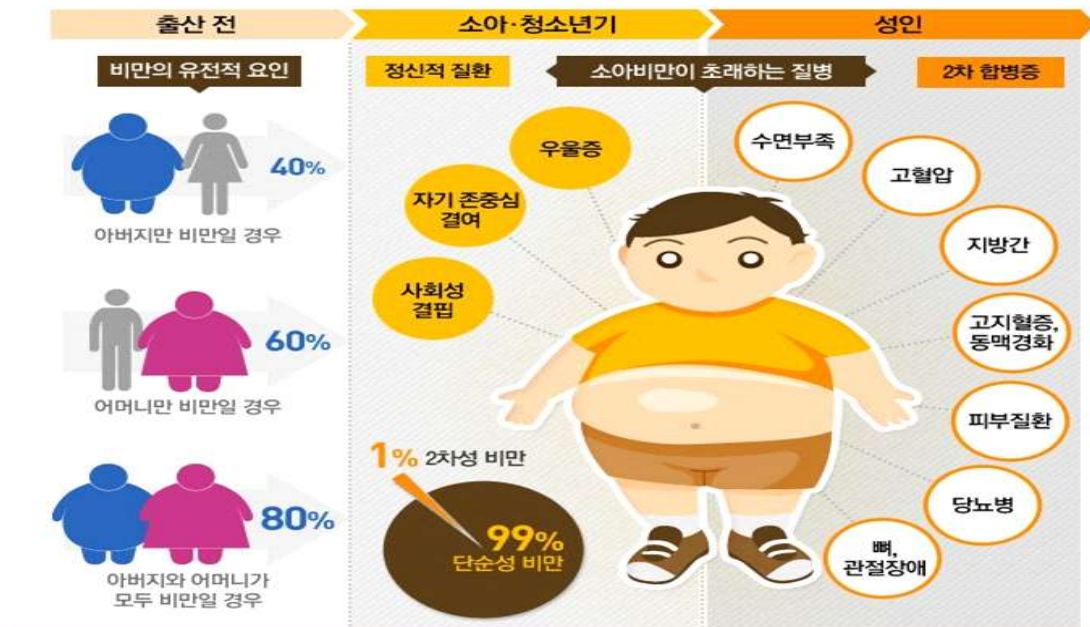 출산 전
소아·청소년기
성인
비만의 유전적 요인
40%
아버지만 비만일 경우
60%
어머니만 비만일 경우
80%
아버지와 어머니가
모두 비만일 경우
정신적 질환
소아비만이 초래하는 질병
2차 합병증
우울증
자기 존중심
결여
사회성
결핍
1% 2차성 비만
99%
단순성 비만
수면부족
고혈압
지방간
고지혈증,
동맥경화
피부질환
당뇨병
뼈,
관절장애